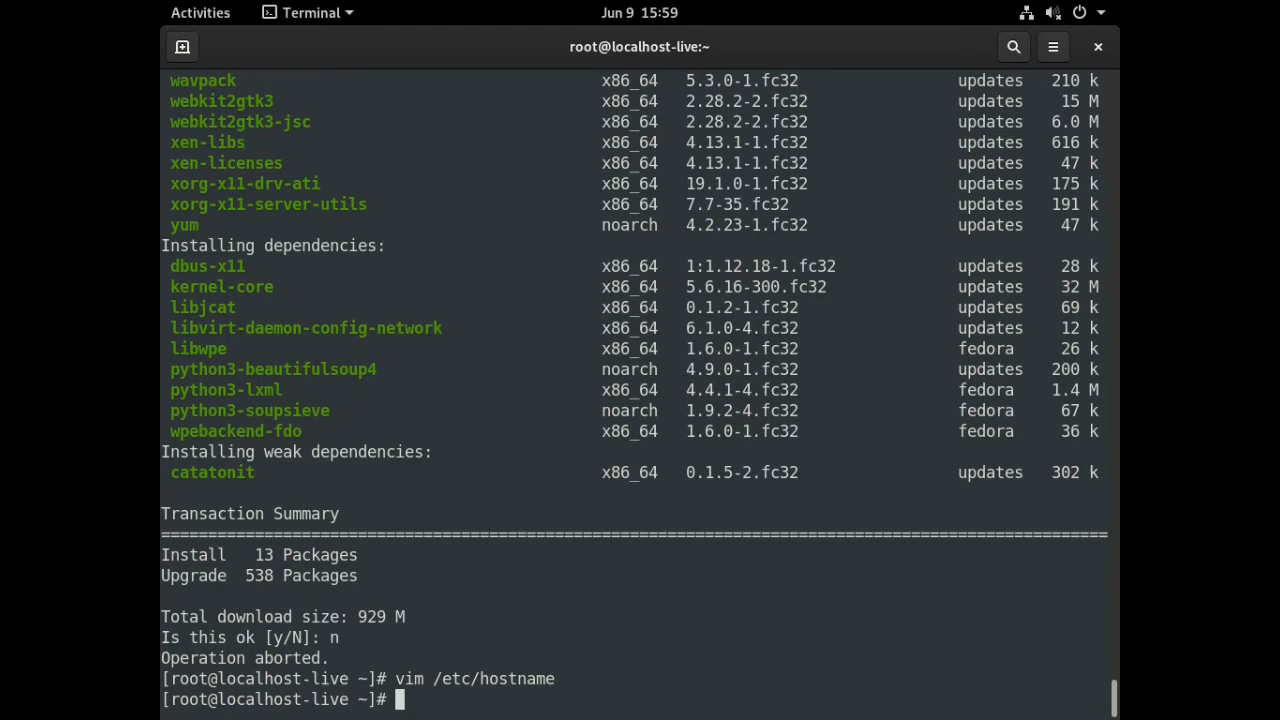 Activities Terminal Jun 9 15:59
root@localhost-live:~
wavpack x86_64 5.3.0-1.fc32 updates 210 k
webkit2gtk3 x86_64 2.28.2-2.fc32 updates 15 M
webkit2gtk3-jsc x86_64 2.28.2-2.fc32 updates 6.0 M
xen-libs x86_64 4.13.1-1.fc32 updates 616 k
xen-licenses x86_64 4.13.1-1.fc32 updates 47 k
xorg-x11-drv-ati x86_64 19.1.0-1.fc32 updates 175 k
xorg-x11-server-utils x86_64 7.7-35.fc32 updates 191 k
yum noarch 4.2.23-1.fc32 updates 47 k
Installing dependencies:
dbus-x11 x86_64 1:1.12.18-1.fc32 updates 28 k
kernel-core x86_64 5.6.16-300.fc32 updates 32 M
libjcat x86_64 0.1.2-1.fc32 updates 69 k
libvirt-daemon-config-network x86_64 6.1.0-4.fc32 updates 12 k
libwpe x86_64 1.6.0-1.fc32 fedora 26 k
python3-beautifulsoup4 noarch 4.9.0-1.fc32 updates 200 k
python3-lxml x86_64 4.4.1-4.fc32 fedora 1.4 M
python3-soupsieve noarch 1.9.2-4.fc32 fedora 67 k
wpebackend-fdo x86_64 1.6.0-1.fc32 fedora 36 k
Installing weak dependencies:
catatonit x86_64 0.1.5-2.fc32 updates 302 k
Transaction Summary
=====================================================================================================
Install 13 Packages
Upgrade 538 Packages
Total download size: 929 M
Is this ok [y/N]: n
Operation aborted.
[root@localhost-live ~]# vim /etc/hostname
[root@localhost-live ~]#